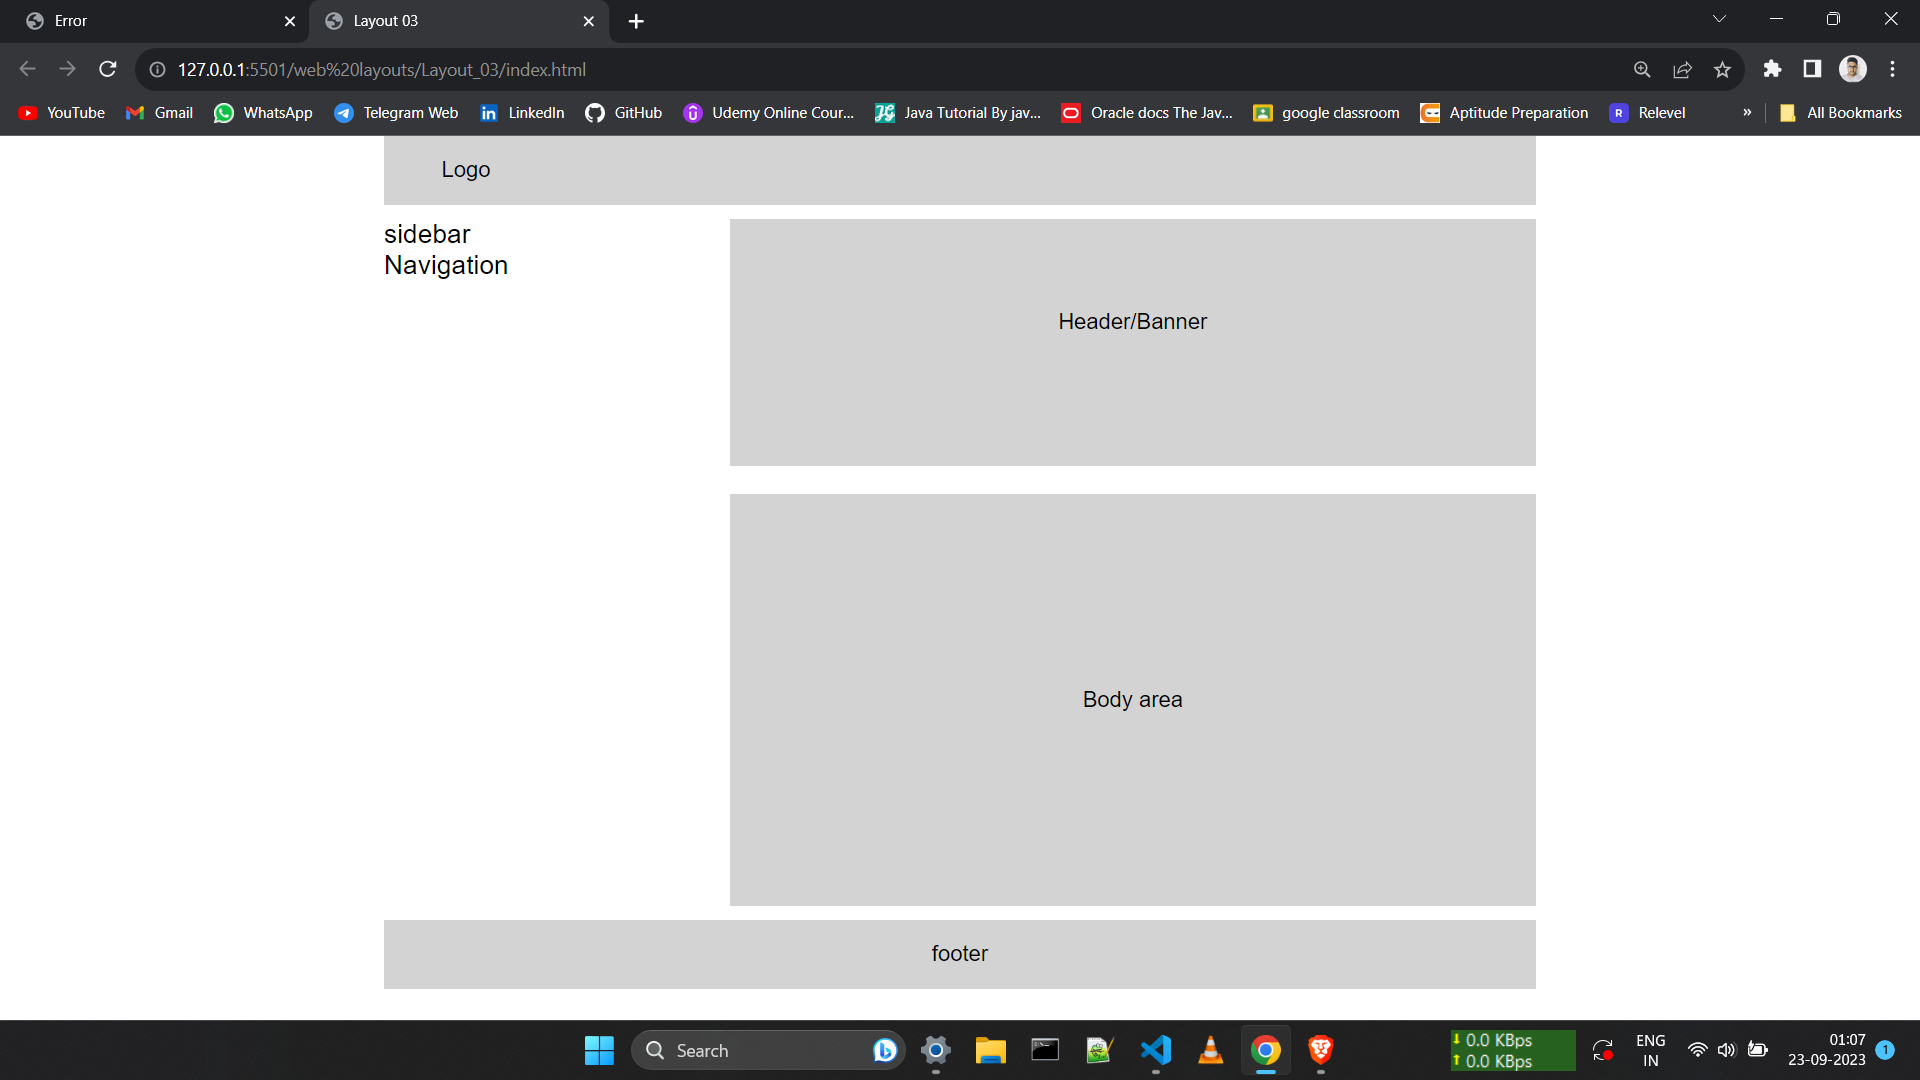 Error
Layout 03
127.0.0.1:5501/web%20layouts/Layout_03/index.html
YouTube
Gmail
WhatsApp
Telegram Web
LinkedIn
GitHub
Udemy Online Cour...
Java Tutorial By jav...
Oracle docs The Jav...
google classroom
Aptitude Preparation
Relevel
»
All Bookmarks
Logo
sidebar
Navigation
Header/Banner
Body area
footer
Search
0.0 KBps
0.0 KBps
ENG
IN
01:07
23-09-2023
1